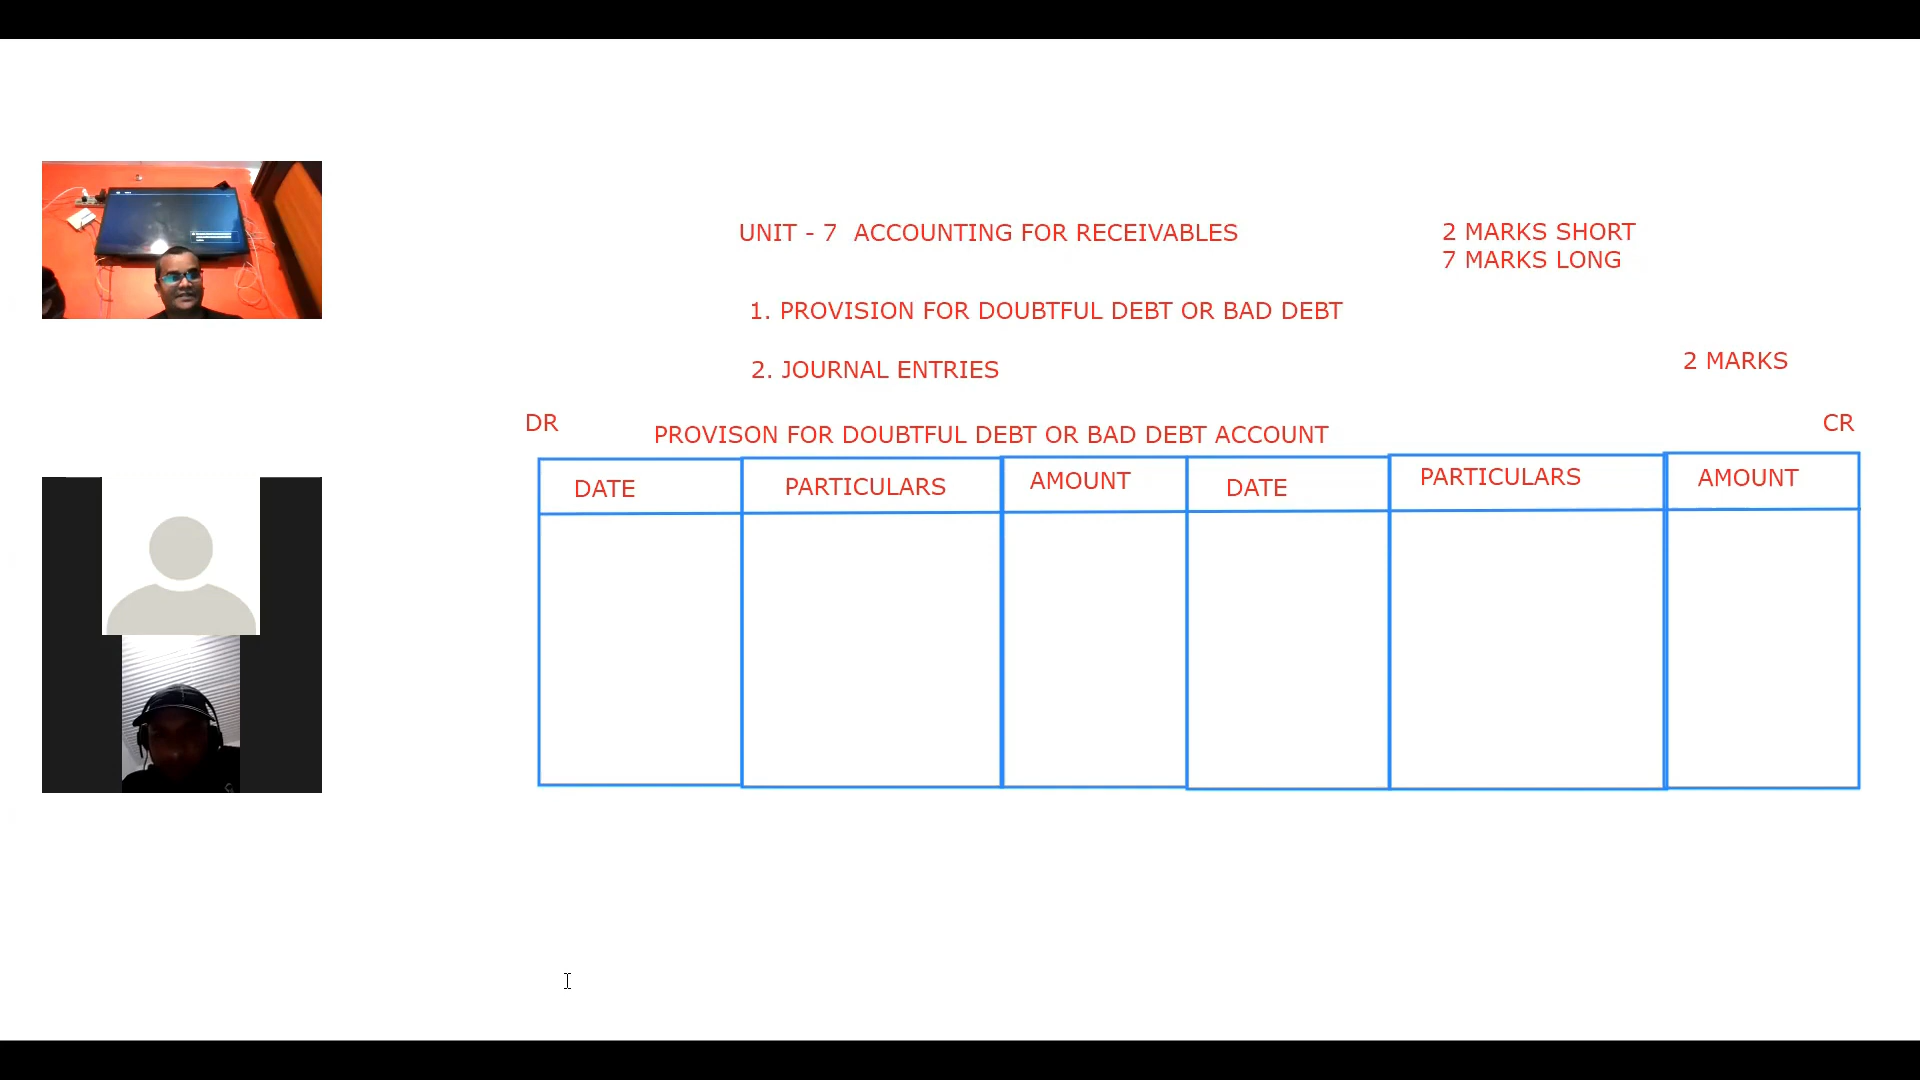 UNIT - 7 ACCOUNTING FOR RECEIVABLES
2 MARKS SHORT
7 MARKS LONG
1. PROVISION FOR DOUBTFUL DEBT OR BAD DEBT
2. JOURNAL ENTRIES
2 MARKS
DR
CR
PROVISON FOR DOUBTFUL DEBT OR BAD DEBT ACCOUNT
DATE PARTICULARS AMOUNT DATE PARTICULARS AMOUNT